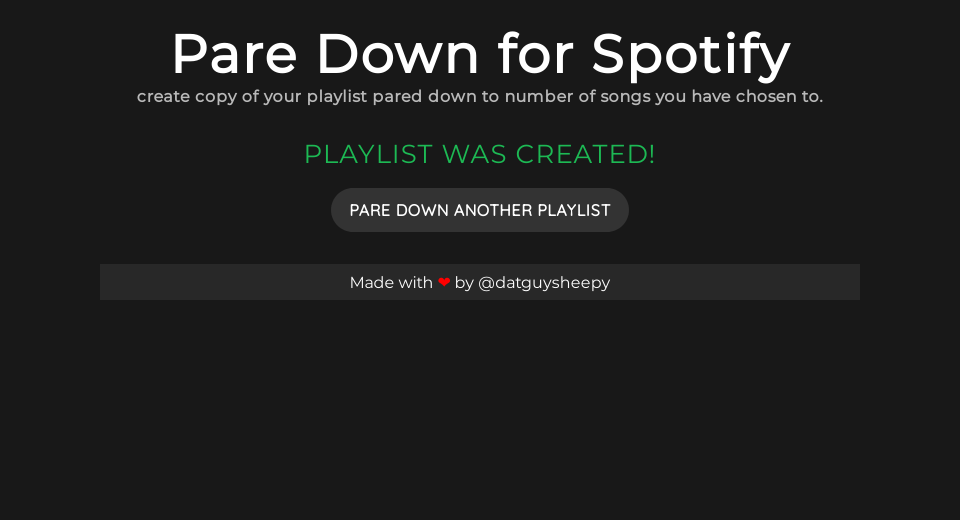 Pare Down for Spotify
create copy of your playlist pared down to number of songs you have chosen to.
PLAYLIST WAS CREATED!
PARE DOWN ANOTHER PLAYLIST
Made with ❤ by @datguysheepy